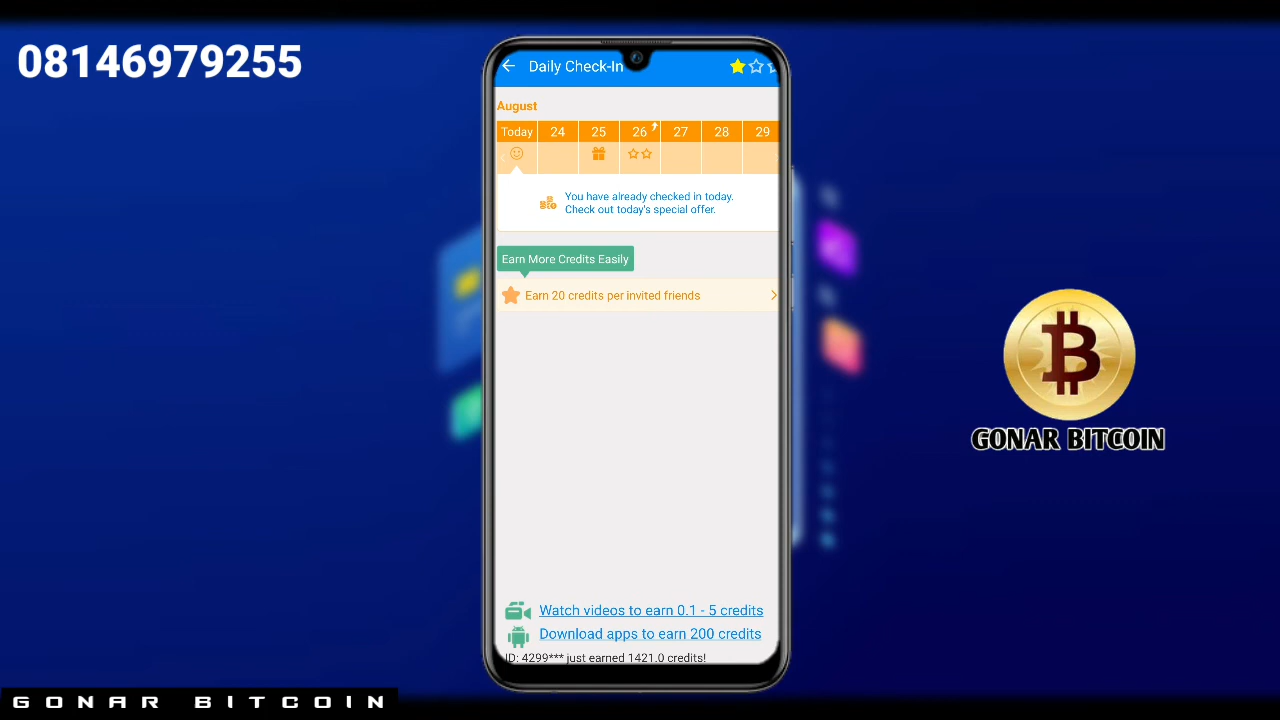 08146979255
Daily Check-In
August
Today 24 25 26 27 28 29
You have already checked in today.
Check out today's special offer.
Earn More Credits Easily
Earn 20 credits per invited friends
GONAR BITCOIN
Watch videos to earn 0.1 - 5 credits
Download apps to earn 200 credits
ID: 4299*** just earned 1421.0 credits!
GONAR BITCOIN